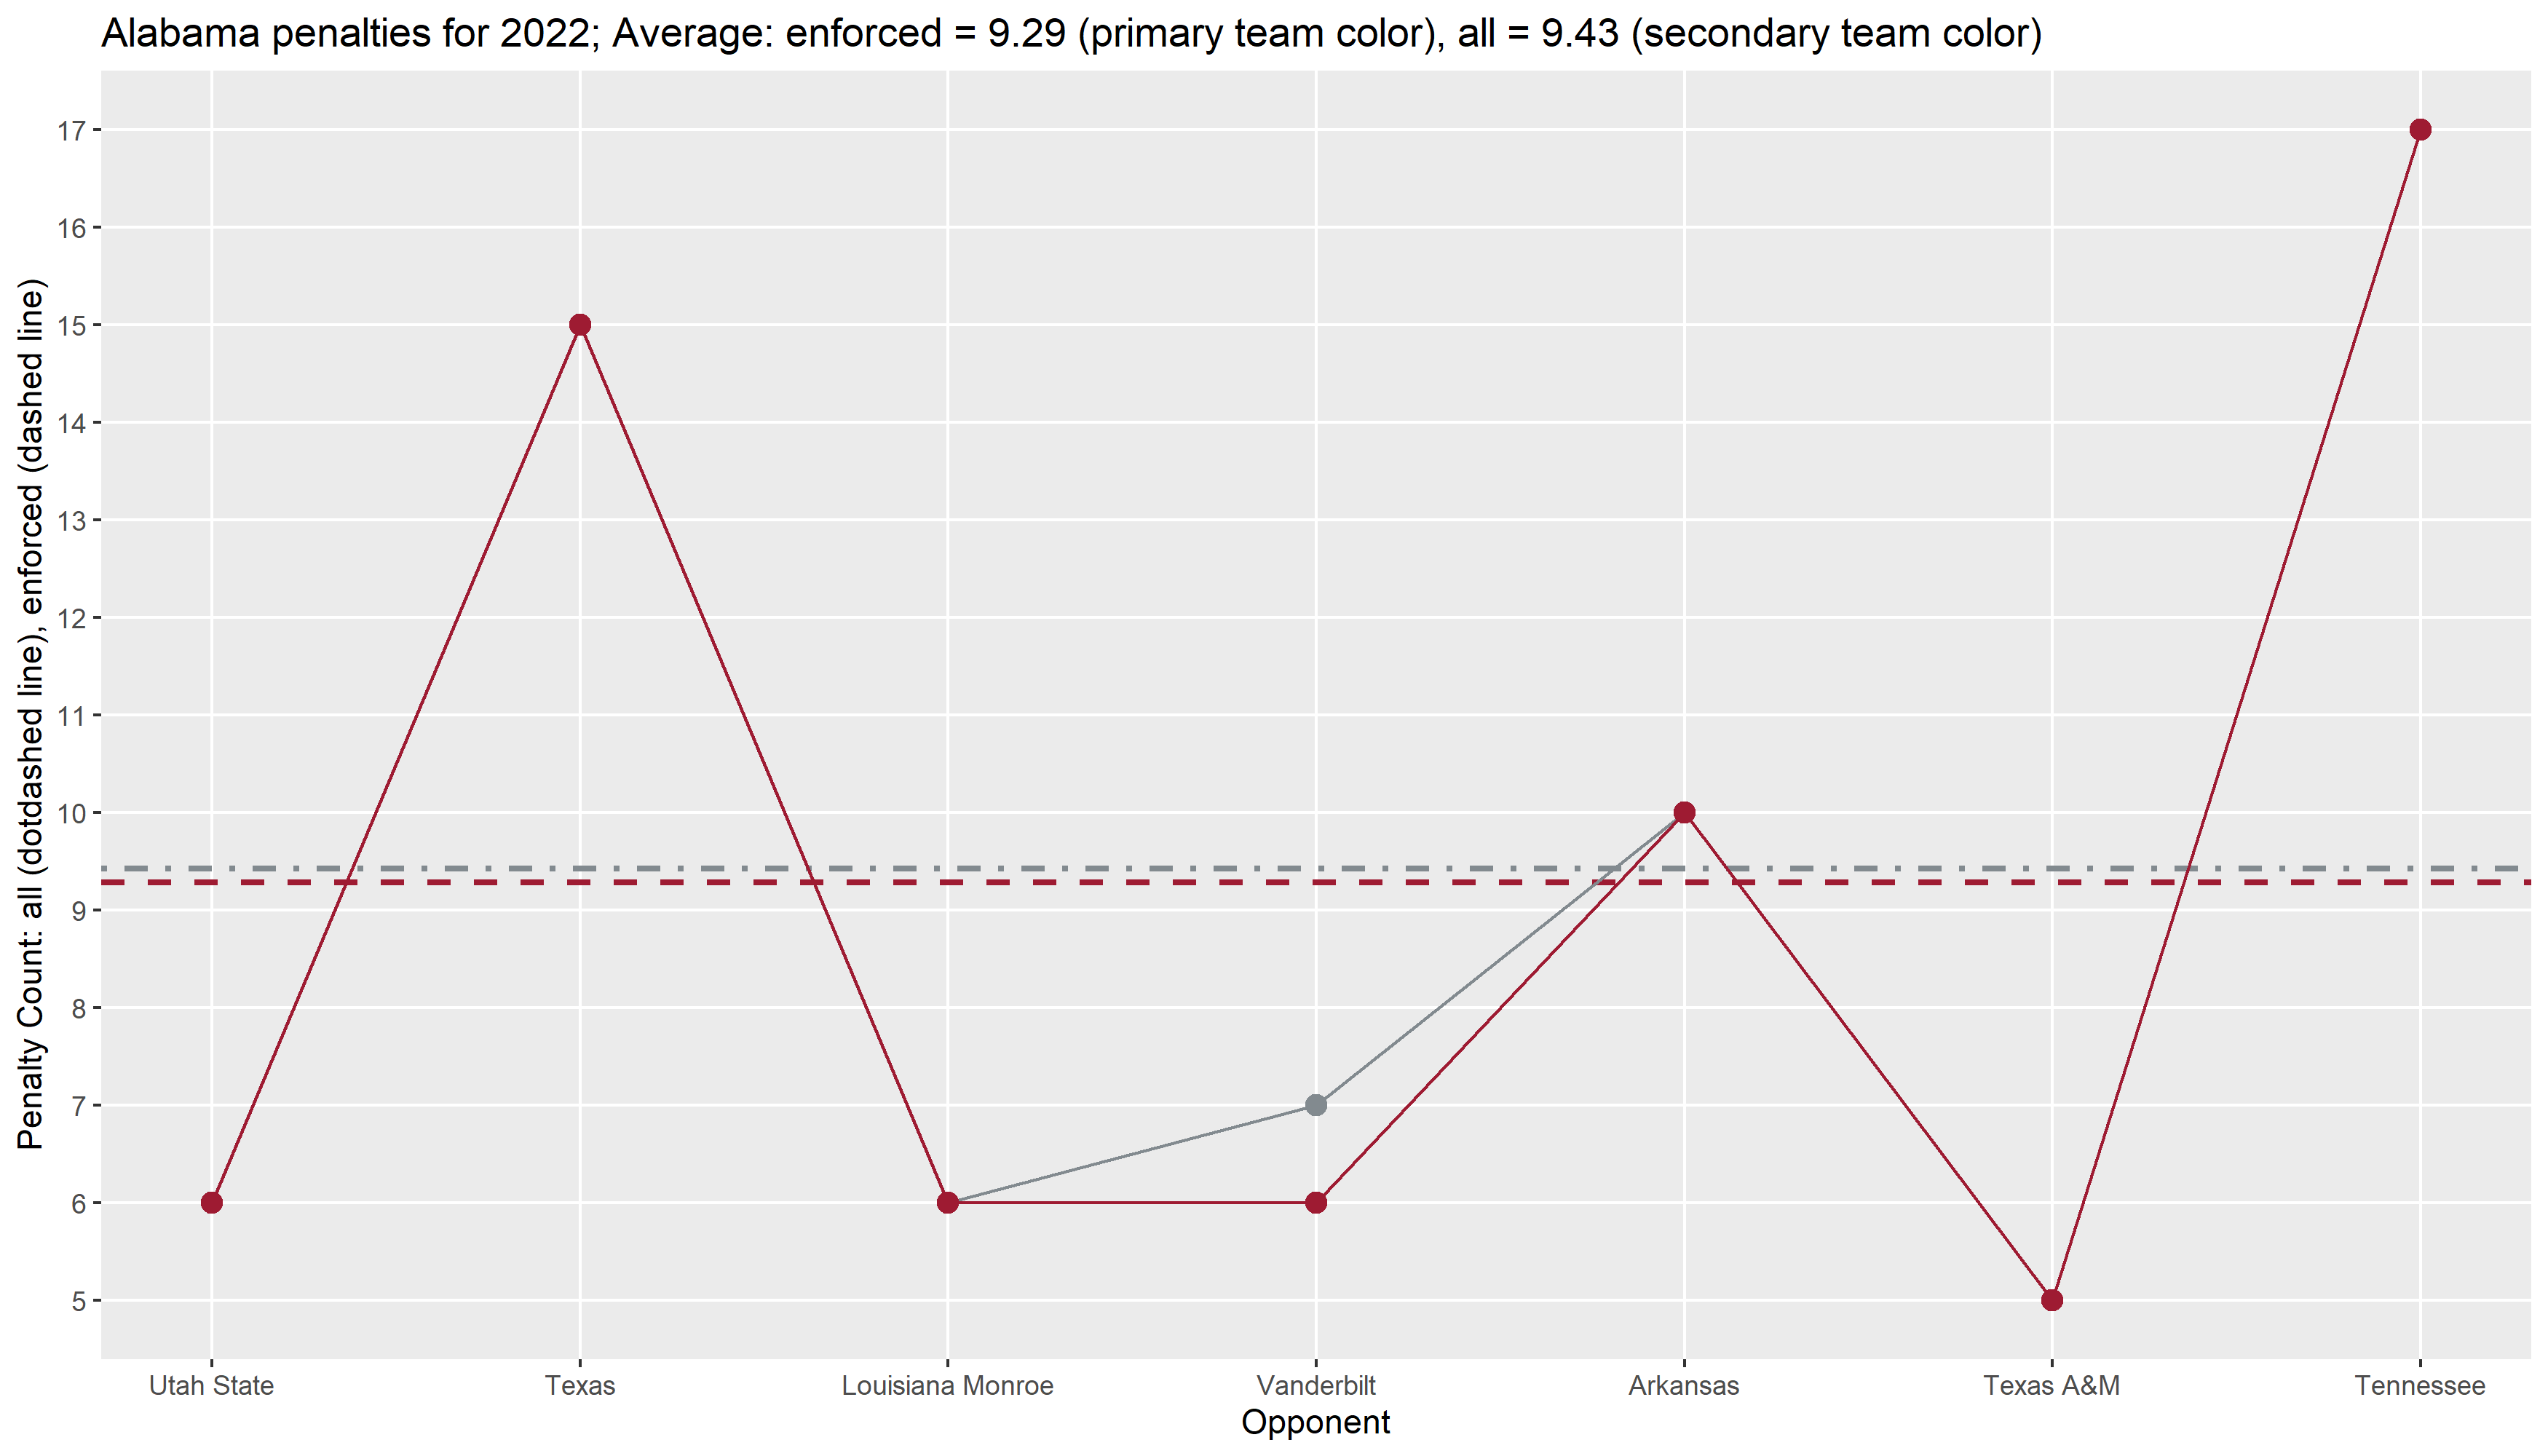 Alabama penalties for 2022; Average: enforced = 9.29 (primary team color), all = 9.43 (secondary team color)
Penalty Count: all (dotdashed line), enforced (dashed line)
17
16
15
14
13
12
11
10
9
8
7
6
5
Utah State
Texas
Louisiana Monroe
Vanderbilt
Arkansas
Texas A&M
Tennessee
Opponent